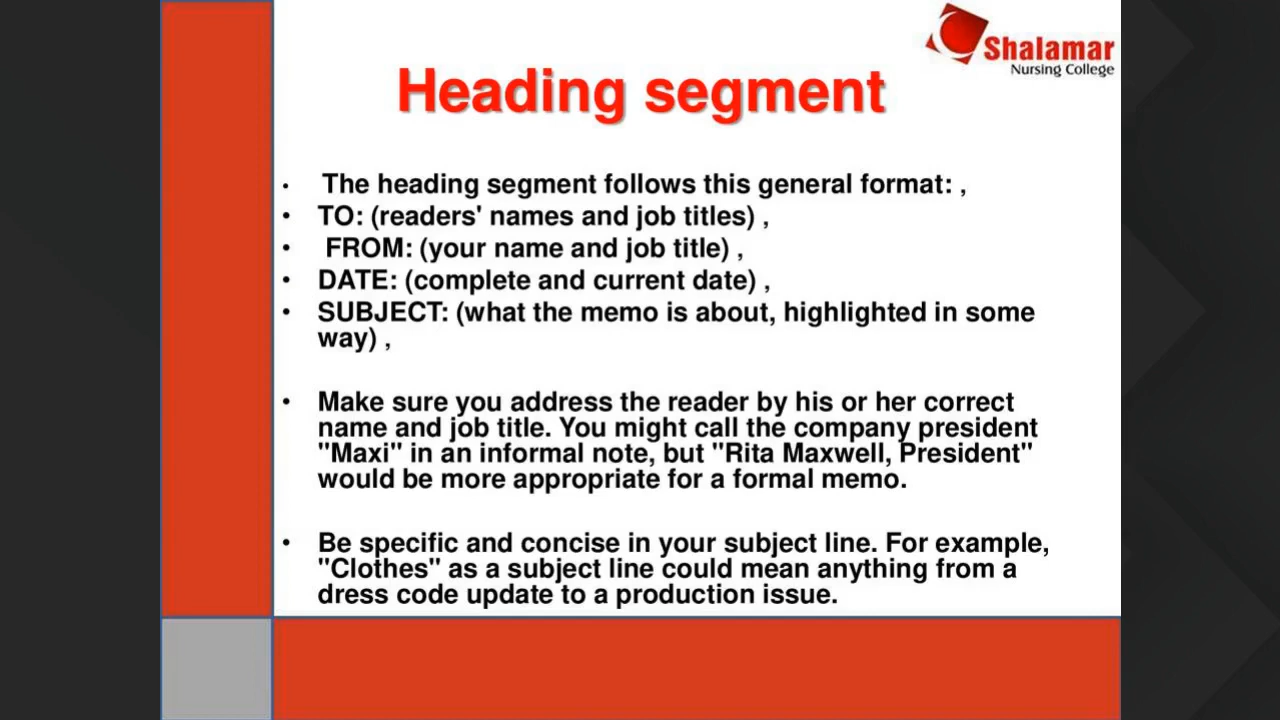 Shalamar
Nursing College
Heading segment
• The heading segment follows this general format: ,
• TO: (readers' names and job titles) ,
• FROM: (your name and job title) ,
• DATE: (complete and current date) ,
• SUBJECT: (what the memo is about, highlighted in some
way) ,
• Make sure you address the reader by his or her correct
name and job title. You might call the company president
"Maxi" in an informal note, but "Rita Maxwell, President"
would be more appropriate for a formal memo.
• Be specific and concise in your subject line. For example,
"Clothes" as a subject line could mean anything from a
dress code update to a production issue.